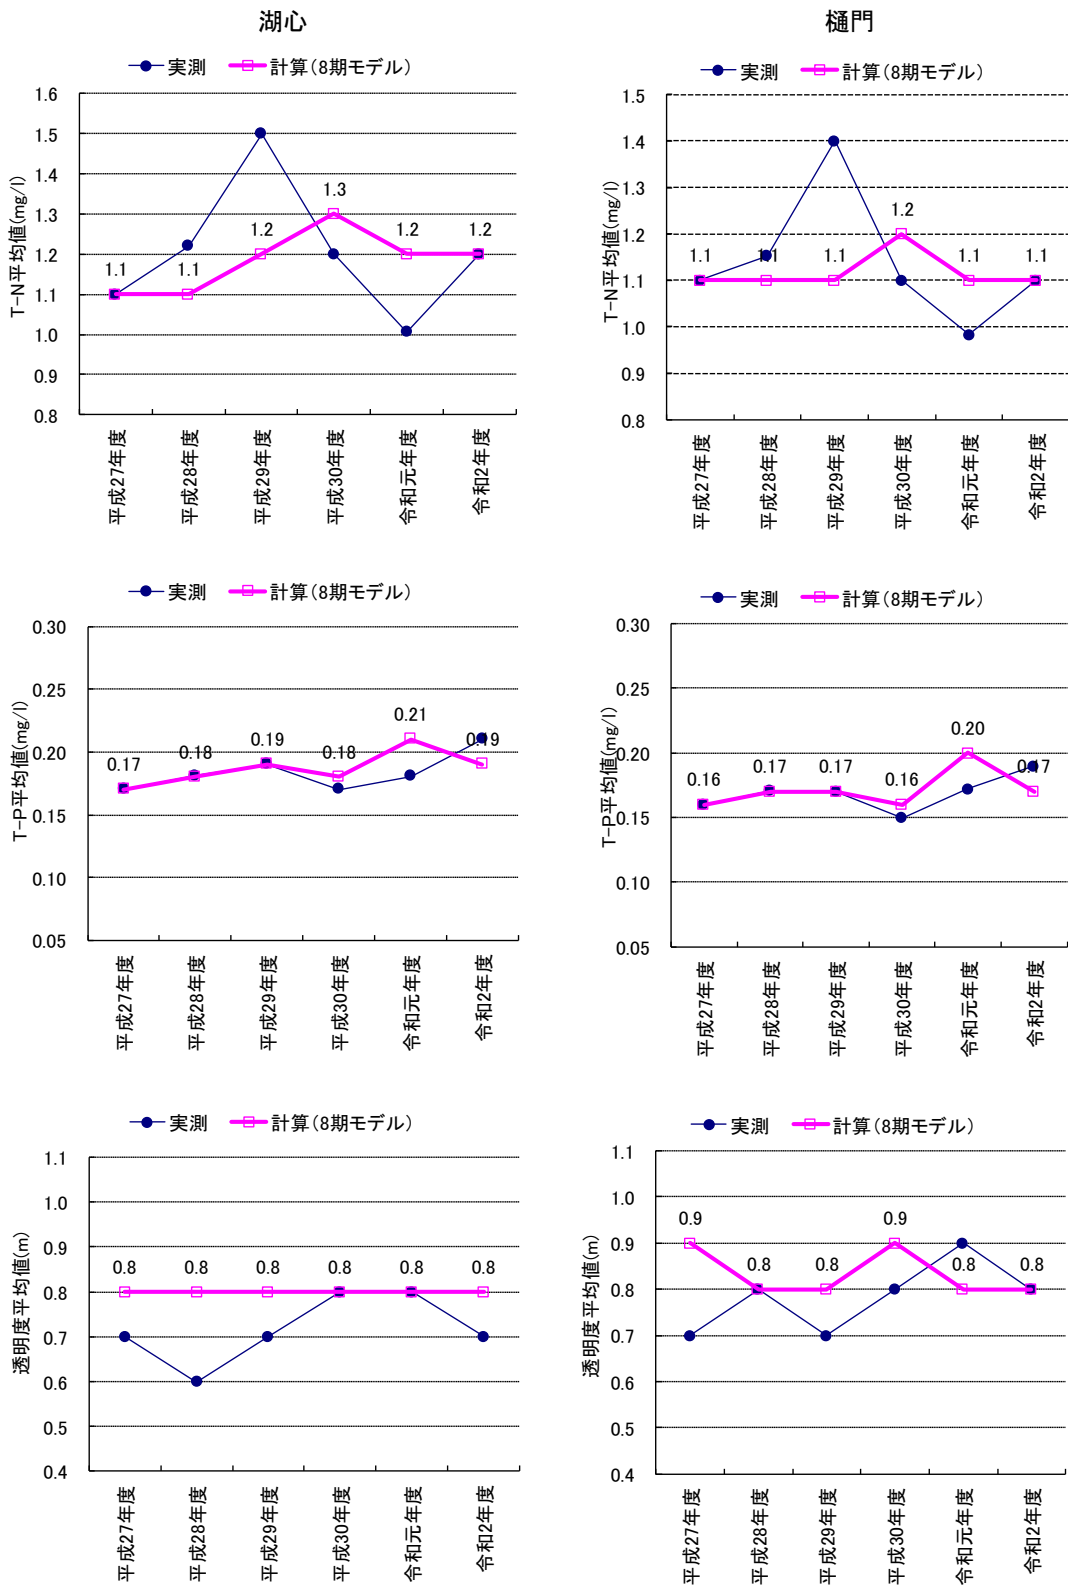 湖心
樋門
実測 計算(8期モデル)
T-N平均値(mg/l)
1.6
1.5
1.4
1.3
1.2
1.1
1.0
0.9
0.8
1.1 1.1 1.2 1.3 1.2 1.2
平成27年度 平成28年度 平成29年度 平成30年度 令和元年度 令和2年度
実測 計算(8期モデル)
T-N平均値(mg/l)
1.5
1.4
1.3
1.2
1.1
1.0
0.9
0.8
1.1 1.1 1.1 1.2 1.1 1.1
平成27年度 平成28年度 平成29年度 平成30年度 令和元年度 令和2年度
実測 計算(8期モデル)
T-P平均値(mg/l)
0.30
0.25
0.20
0.15
0.10
0.05
0.17 0.18 0.19 0.18 0.21 0.19
平成27年度 平成28年度 平成29年度 平成30年度 令和元年度 令和2年度
実測 計算(8期モデル)
T-P平均値(mg/l)
0.30
0.25
0.20
0.15
0.10
0.05
0.16 0.17 0.17 0.16 0.20 0.17
平成27年度 平成28年度 平成29年度 平成30年度 令和元年度 令和2年度
実測 計算(8期モデル)
透明度平均値(m)
1.1
1.0
0.9
0.8
0.7
0.6
0.5
0.4
0.8 0.8 0.8 0.8 0.8 0.8
平成27年度 平成28年度 平成29年度 平成30年度 令和元年度 令和2年度
実測 計算(8期モデル)
透明度平均値(m)
1.1
1.0
0.9
0.8
0.7
0.6
0.5
0.4
0.9 0.8 0.8 0.9 0.8 0.8
平成27年度 平成28年度 平成29年度 平成30年度 令和元年度 令和2年度